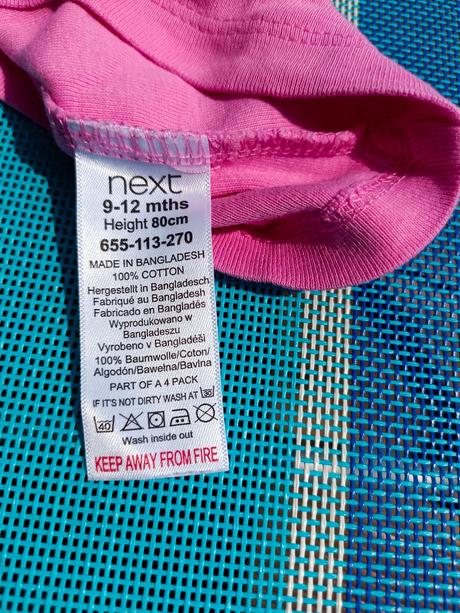 next
9-12 mths
Height 80cm
655-113-270
MADE IN BANGLADESH
100% COTTON
Hergestellt in Bangladesch
Fabriqué au Bangladesh
Fabricado en Bangladés
Wyprodukowano w
Bangladeszu
Vyrobeno v Bangladéši
100% Baumwolle/Coton/
Algodón/Bawełna/Bavlna
PART OF A 4 PACK
IF IT'S NOT DIRTY WASH AT 30
40
Wash inside out
KEEP AWAY FROM FIRE